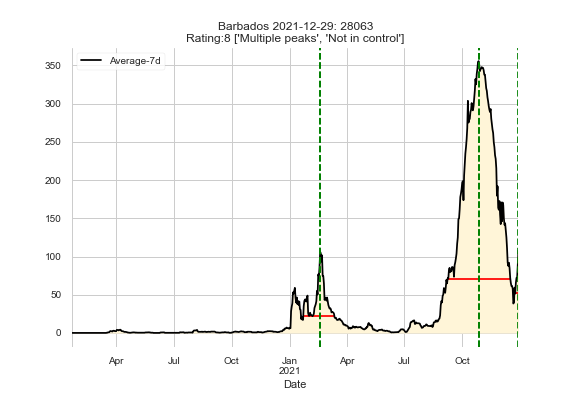 Barbados 2021-12-29: 28063
Rating:8 ['Multiple peaks', 'Not in control']
Average-7d
350
300
250
200
150
100
50
0
Apr Jul Oct Jan Apr Jul Oct
2021
Date